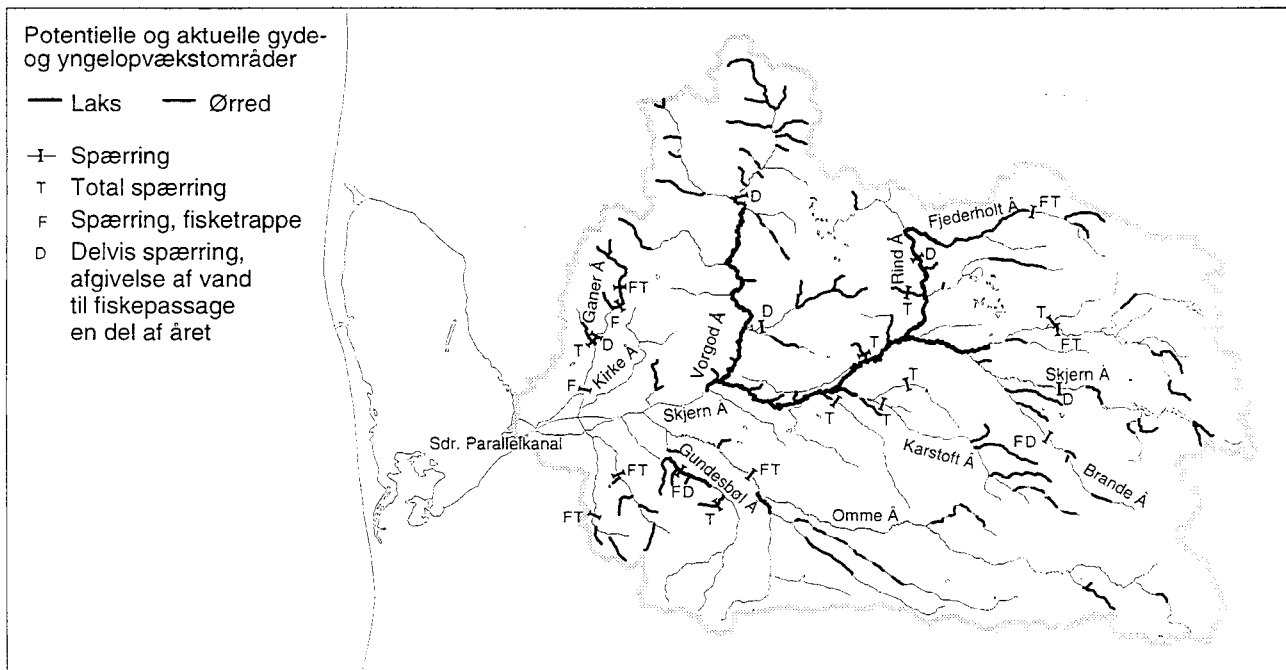 Potentielle og aktuelle gyde-
og yngelopvækstområder
Laks Ørred
I Spærring
T Total spærring
F Spærring, fisketrappe
D Delvis spærring,
afgivelse af vand
til fiskepassage
en del af året
D
Fjederholt Å
FT
Rind Å
D
T
Ganer Å
FT
F
T D
Kirke Å
F
Vorgod Å
D
T
T
FT
Skjern Å
D
T
T
T
Skjern Å
Sdr. Parallelkanal
Karstoft Å
FD
Brande Å
Gundesbøl Å
FT
FD
T
FT
FT
Omme Å